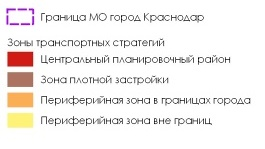 Граница МО город Краснодар
Зоны транспортных стратегий
Центральный планировочный район
Зона плотной застройки
Периферийная зона в границах города
Периферийная зона вне границ